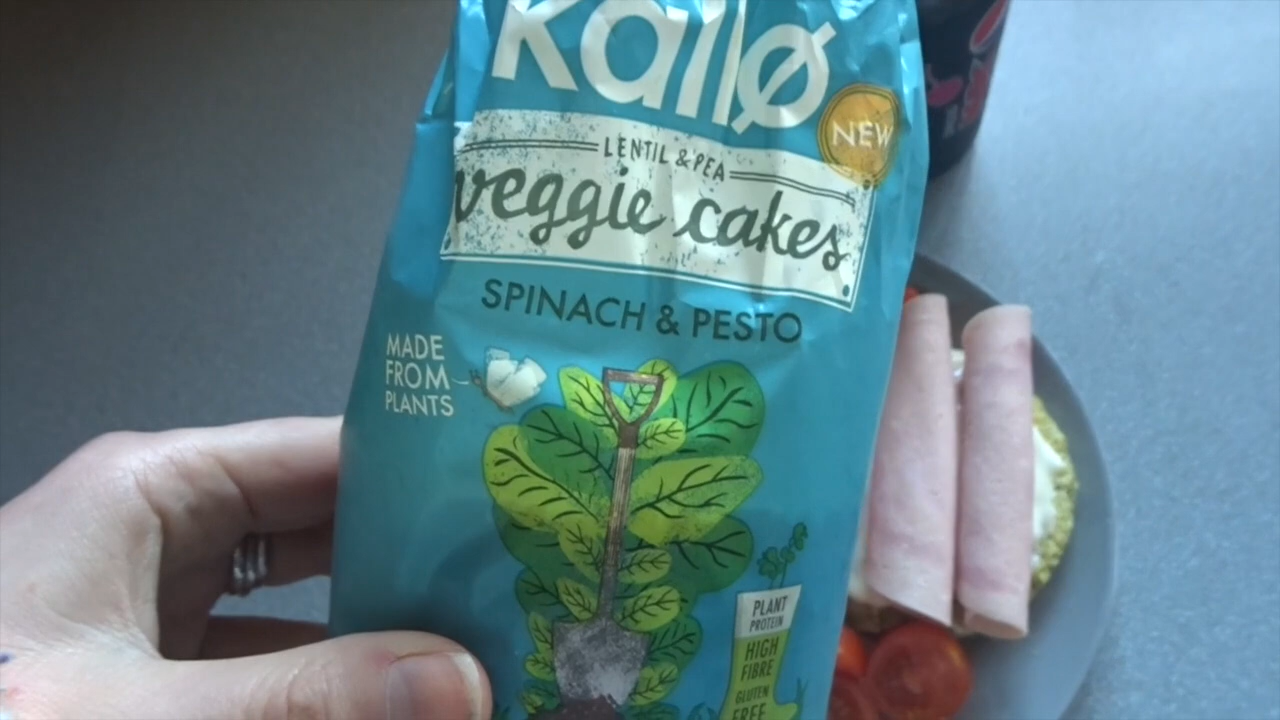 kallø
NEW
LENTIL & PEA
veggie cakes
SPINACH & PESTO
MADE
FROM
PLANTS
PLANT
PROTEIN
HIGH
FIBRE
GLUTEN
FREE